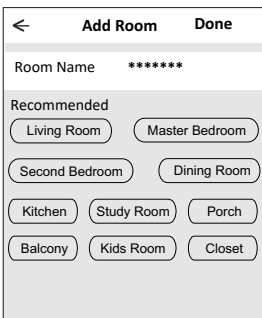 Add Room Done
Room Name *******
Recommended
Living Room Master Bedroom
Second Bedroom Dining Room
Kitchen Study Room Porch
Balcony Kids Room Closet